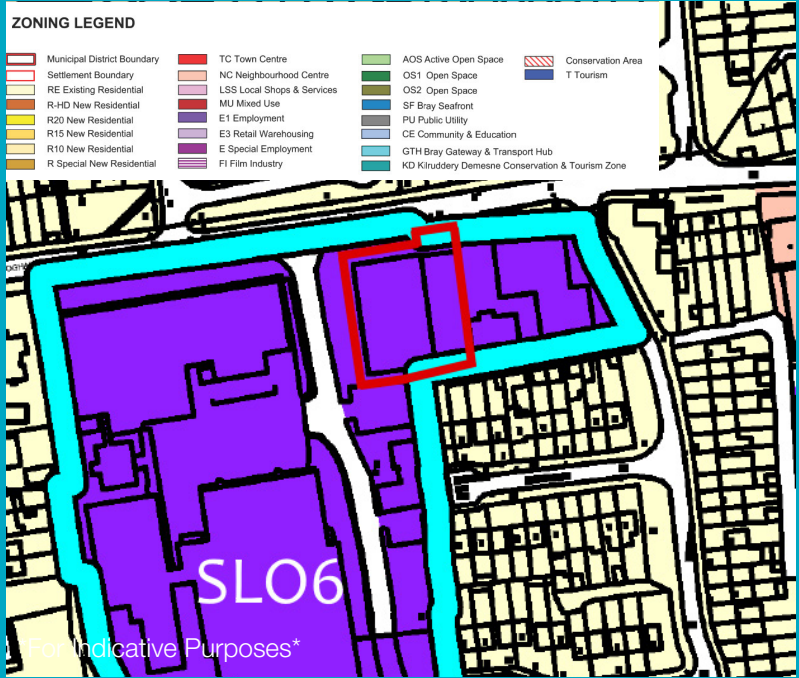 ZONING LEGEND
Municipal District Boundary
Settlement Boundary
RE Existing Residential
R-HD New Residential
R20 New Residential
R15 New Residential
R10 New Residential
R Special New Residential
TC Town Centre
NC Neighbourhood Centre
LSS Local Shops & Services
MU Mixed Use
E1 Employment
E3 Retail Warehousing
E Special Employment
FI Film Industry
AOS Active Open Space
OS1 Open Space
OS2 Open Space
SF Bray Seafront
PU Public Utility
CE Community & Education
GTH Bray Gateway & Transport Hub
KD Kilruddery Demesne Conservation & Tourism Zone
Conservation Area
T Tourism
SLO6
For Indicative Purposes*